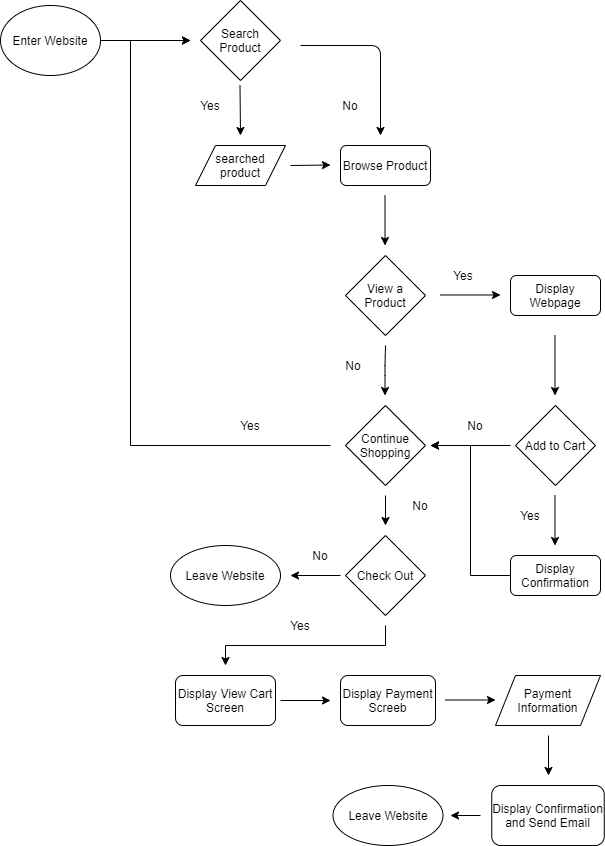 Enter Website
Search
Product
Yes
No
searched
product
Browse Product
View a
Product
Yes
Display
Webpage
No
Yes
Continue
Shopping
No
Add to Cart
No
Yes
Leave Website
No
Check Out
Display
Confirmation
Yes
Display View Cart
Screen
Display Payment
Screeb
Payment
Information
Leave Website
Display Confirmation
and Send Email